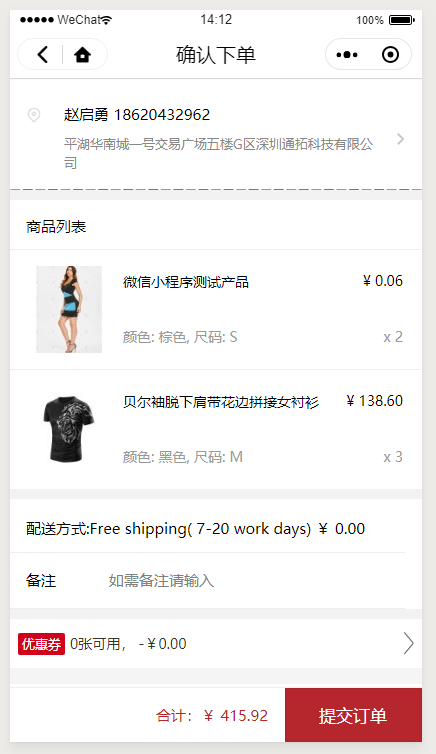 WeChat 14:12 100%
确认下单
赵启勇 18620432962
平湖华南城一号交易广场五楼G区深圳通拓科技有限公
司
商品列表
微信小程序测试产品 ¥ 0.06
颜色: 棕色, 尺码: S x 2
贝尔袖脱下肩带花边拼接女衬衫 ¥ 138.60
颜色: 黑色, 尺码: M x 3
配送方式:Free shipping( 7-20 work days) ¥ 0.00
备注 如需备注请输入
优惠券 0张可用， -¥0.00
合计: ¥ 415.92 提交订单